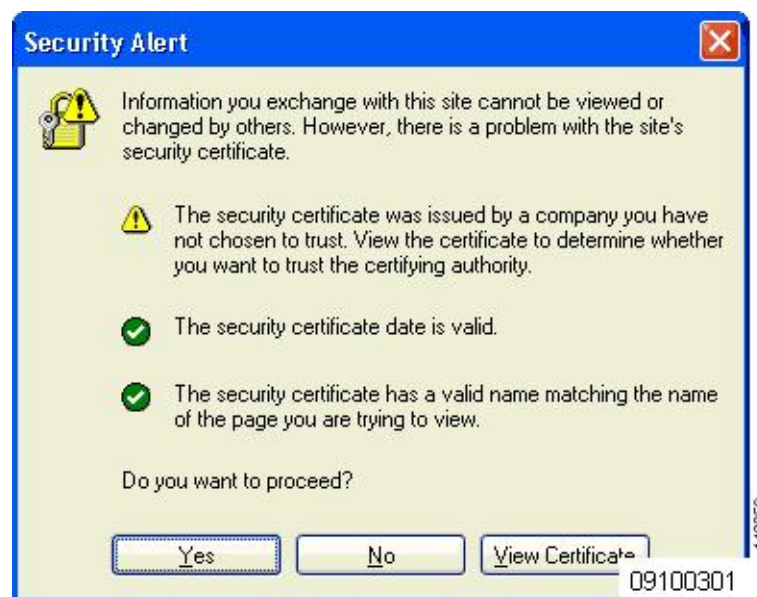 Security Alert
Information you exchange with this site cannot be viewed or
changed by others. However, there is a problem with the site's
security certificate.
The security certificate was issued by a company you have
not chosen to trust. View the certificate to determine whether
you want to trust the certifying authority.
The security certificate date is valid.
The security certificate has a valid name matching the name
of the page you are trying to view.
Do you want to proceed?
Yes
No
View Certificate
09100301